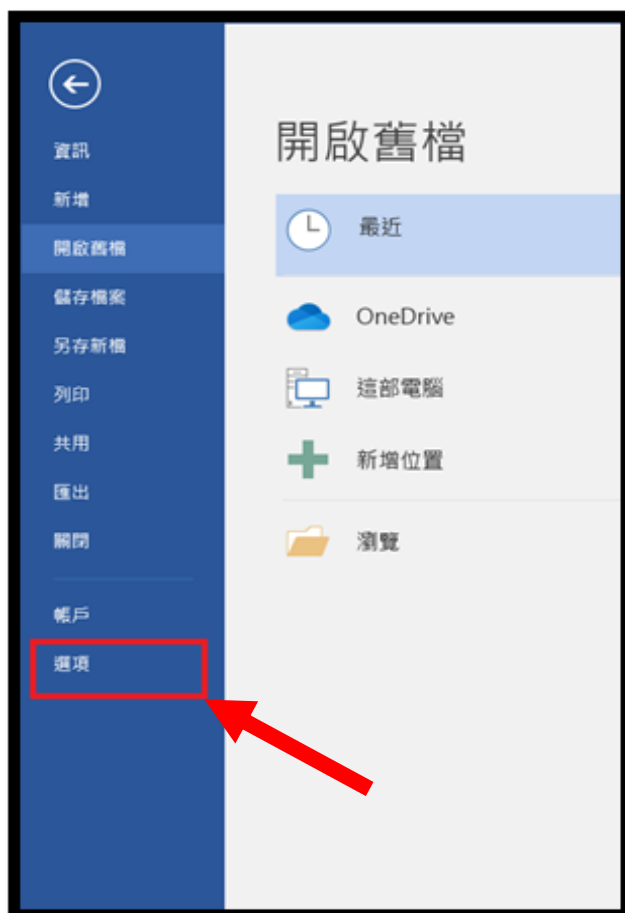 資訊
新增
開啟舊檔
儲存檔案
另存新檔
列印
共用
匯出
關閉
帳戶
選項
開啟舊檔
最近
OneDrive
這部電腦
新增位置
瀏覽